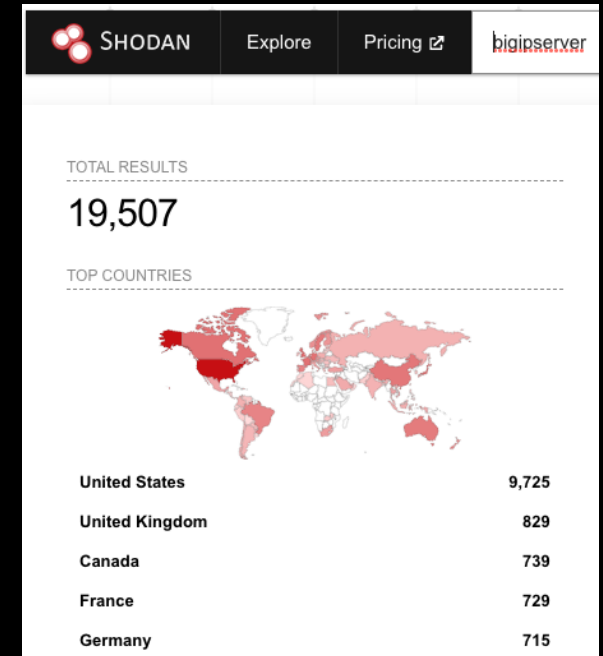 SHODAN Explore Pricing bigipserver
TOTAL RESULTS
19,507
TOP COUNTRIES
United States 9,725
United Kingdom 829
Canada 739
France 729
Germany 715